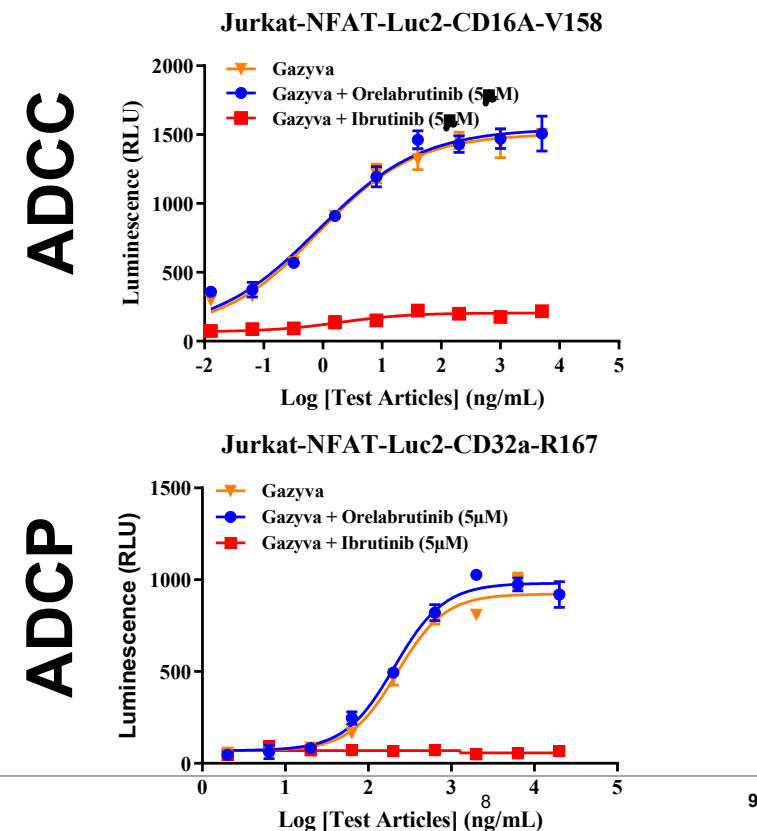 Jurkat-NFAT-Luc2-CD16A-V158
ADCC
Luminescence (RLU)
2000
1500
1000
500
0
Gazyva
Gazyva + Orelabrutinib (5 M)
Gazyva + Ibrutinib (5 M)
-2 -1 0 1 2 3 4 5
Log [Test Articles] (ng/mL)
Jurkat-NFAT-Luc2-CD32a-R167
ADCP
Luminescence (RLU)
1500
1000
500
0
Gazyva
Gazyva + Orelabrutinib (5µM)
Gazyva + Ibrutinib (5µM)
0 1 2 3 4 5
Log [Test Articles] (ng/mL)
8
9